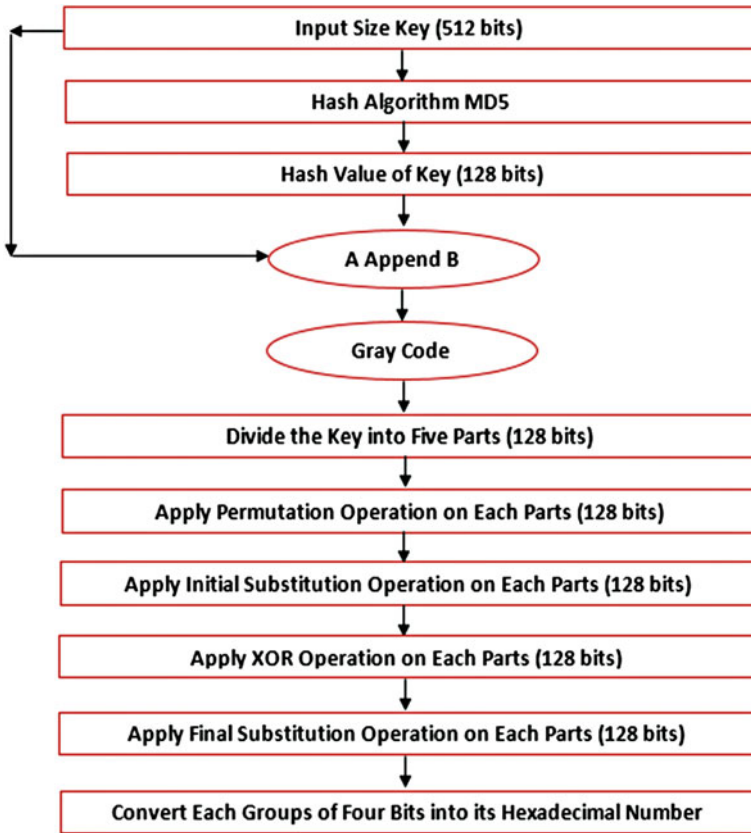 Input Size Key (512 bits)
Hash Algorithm MD5
Hash Value of Key (128 bits)
A Append B
Gray Code
Divide the Key into Five Parts (128 bits)
Apply Permutation Operation on Each Parts (128 bits)
Apply Initial Substitution Operation on Each Parts (128 bits)
Apply XOR Operation on Each Parts (128 bits)
Apply Final Substitution Operation on Each Parts (128 bits)
Convert Each Groups of Four Bits into its Hexadecimal Number